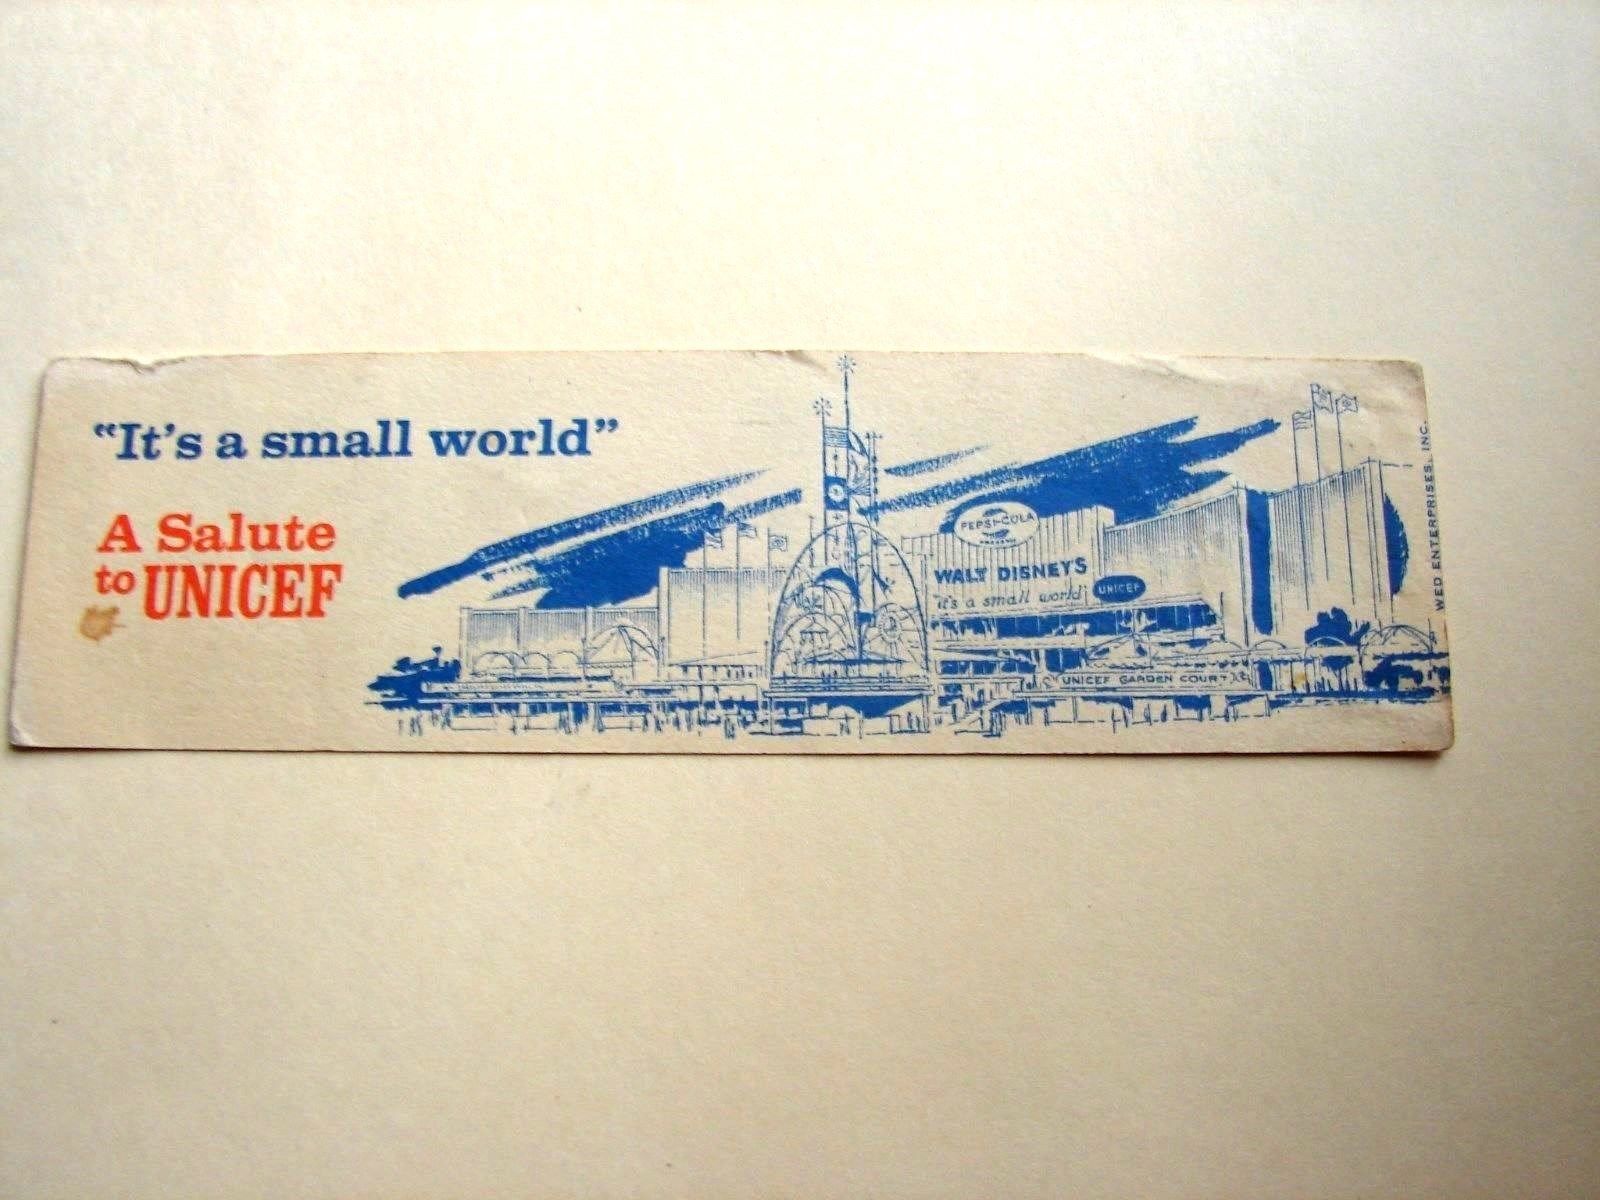 “It's a small world”
A Salute
to UNICEF
PEPSI-COLA
WALT DISNEY'S
"it's a small world"
UNICEF
UNICEF GARDEN COURT
WED ENTERPRISES, INC.